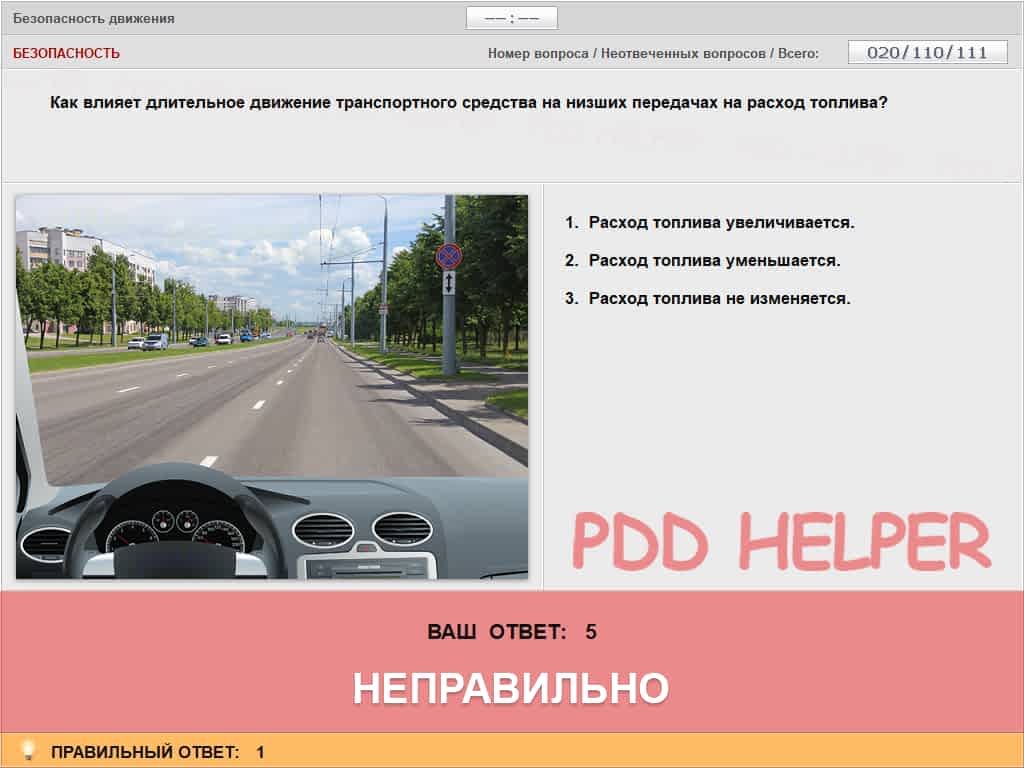 Безопасность движения
––:––
БЕЗОПАСНОСТЬ
Номер вопроса / Неотвеченных вопросов / Всего: 020/110/111
Как влияет длительное движение транспортного средства на низших передачах на расход топлива?
1. Расход топлива увеличивается.
2. Расход топлива уменьшается.
3. Расход топлива не изменяется.
PDD HELPER
ВАШ ОТВЕТ: 5
НЕПРАВИЛЬНО
ПРАВИЛЬНЫЙ ОТВЕТ: 1